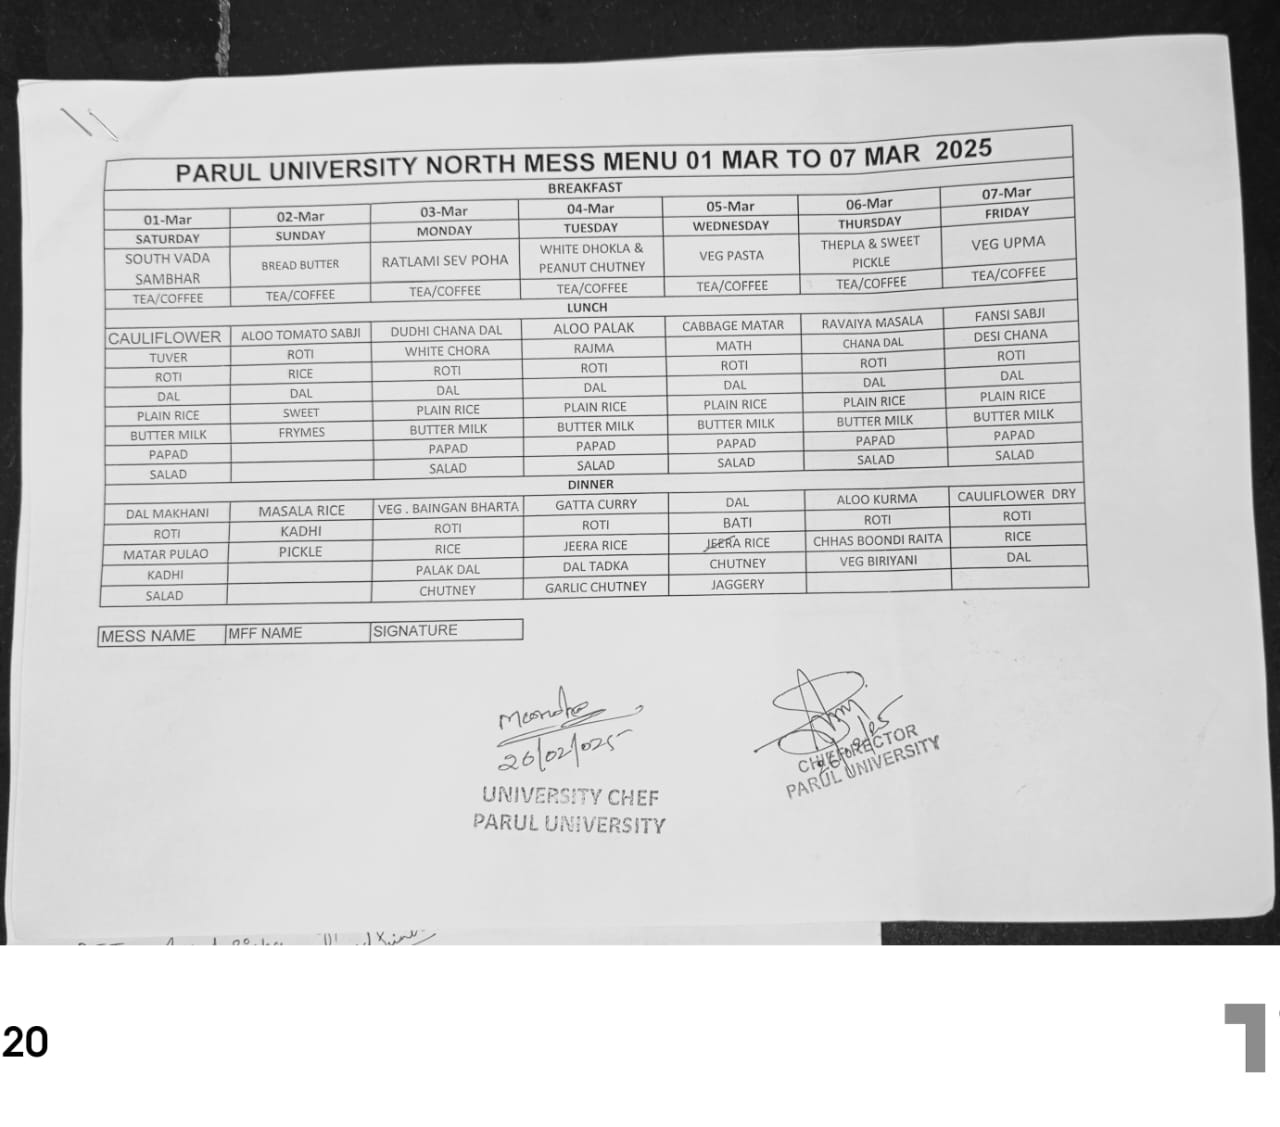 PARUL UNIVERSITY NORTH MESS MENU 01 MAR TO 07 MAR 2025
BREAKFAST
01-Mar 02-Mar 03-Mar 04-Mar 05-Mar 06-Mar 07-Mar
SATURDAY SUNDAY MONDAY TUESDAY WEDNESDAY THURSDAY FRIDAY
SOUTH VADA SAMBHAR BREAD BUTTER RATLAMI SEV POHA WHITE DHOKLA & PEANUT CHUTNEY VEG PASTA THEPLA & SWEET PICKLE VEG UPMA
TEA/COFFEE TEA/COFFEE TEA/COFFEE TEA/COFFEE TEA/COFFEE TEA/COFFEE TEA/COFFEE
LUNCH
CAULIFLOWER ALOO TOMATO SABJI DUDHI CHANA DAL ALOO PALAK CABBAGE MATAR RAVAIYA MASALA FANSI SABJI
TUVER ROTI WHITE CHORA RAJMA MATH CHANA DAL DESI CHANA
ROTI RICE ROTI ROTI ROTI ROTI ROTI
DAL DAL DAL DAL DAL DAL DAL
PLAIN RICE SWEET PLAIN RICE PLAIN RICE PLAIN RICE PLAIN RICE PLAIN RICE
BUTTER MILK FRYMES BUTTER MILK BUTTER MILK BUTTER MILK BUTTER MILK BUTTER MILK
PAPAD PAPAD PAPAD PAPAD PAPAD PAPAD
SALAD SALAD SALAD SALAD SALAD SALAD
DINNER
DAL MAKHANI MASALA RICE VEG . BAINGAN BHARTA GATTA CURRY DAL ALOO KURMA CAULIFLOWER DRY
ROTI KADHI ROTI ROTI BATI ROTI ROTI
MATAR PULAO PICKLE RICE JEERA RICE JEERA RICE CHHAS BOONDI RAITA RICE
KADHI PALAK DAL DAL TADKA CHUTNEY VEG BIRIYANI DAL
SALAD CHUTNEY GARLIC CHUTNEY JAGGERY
MESS NAME MFF NAME SIGNATURE
26/02/025
UNIVERSITY CHEF
PARUL UNIVERSITY
PARUL UNIVERSITY
20